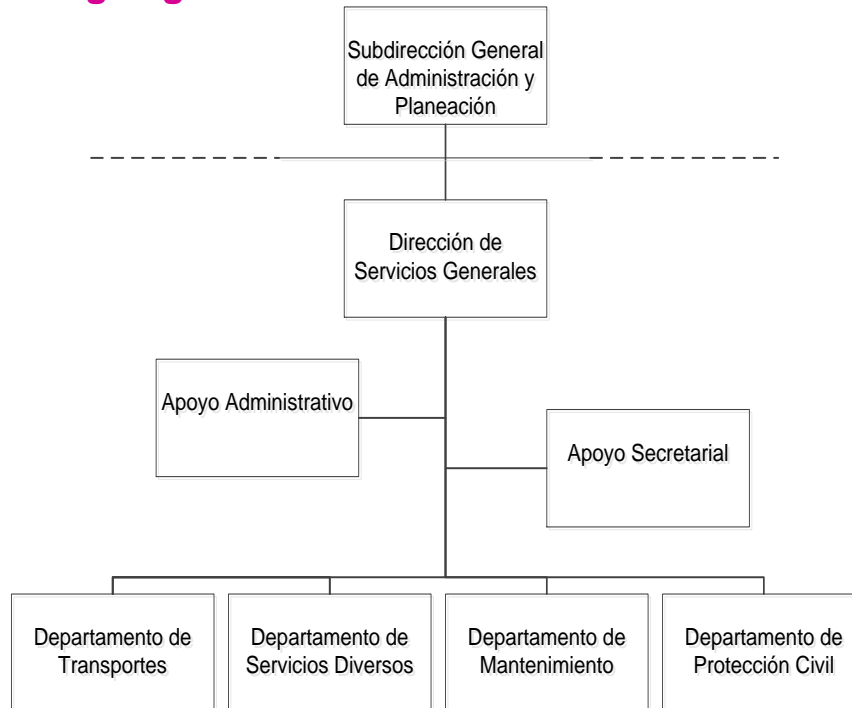 Subdirección General
de Administración y
Planeación
Dirección de
Servicios Generales
Apoyo Administrativo
Apoyo Secretarial
Departamento de
Transportes
Departamento de
Servicios Diversos
Departamento de
Mantenimiento
Departamento de
Protección Civil